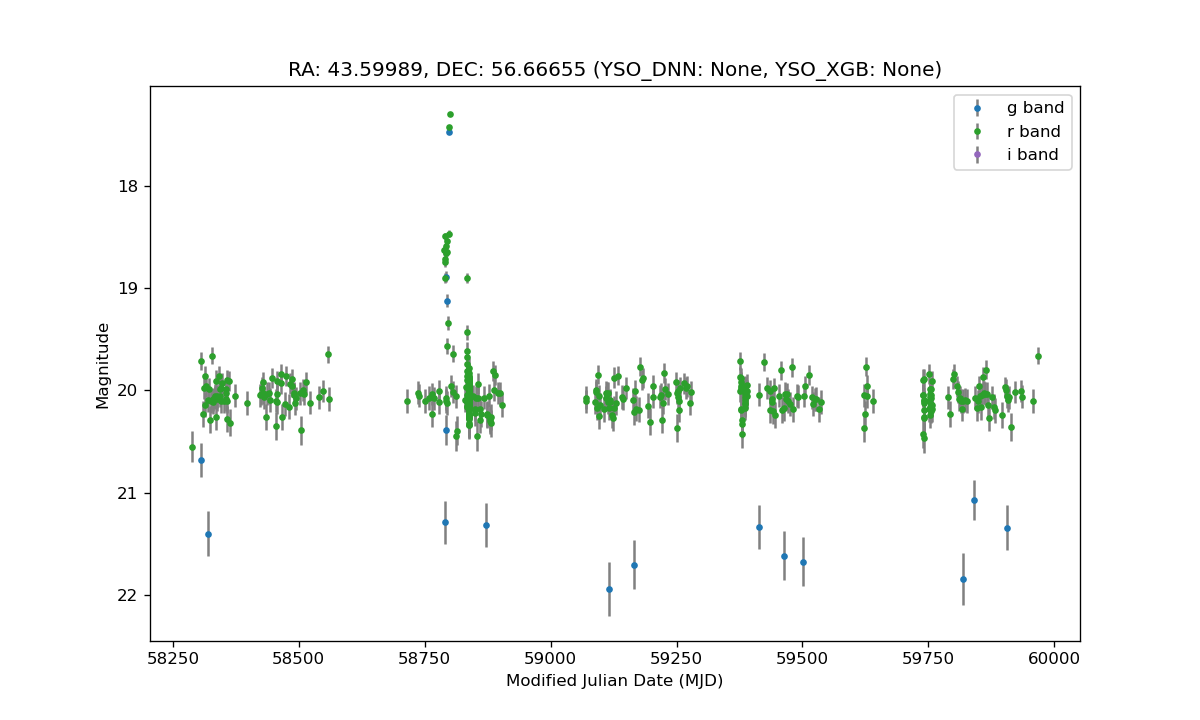 RA: 43.59989, DEC: 56.66655 (YSO_DNN: None, YSO_XGB: None)
g band
r band
i band
18
19
20
21
22
Magnitude
58250 58500 58750 59000 59250 59500 59750 60000
Modified Julian Date (MJD)